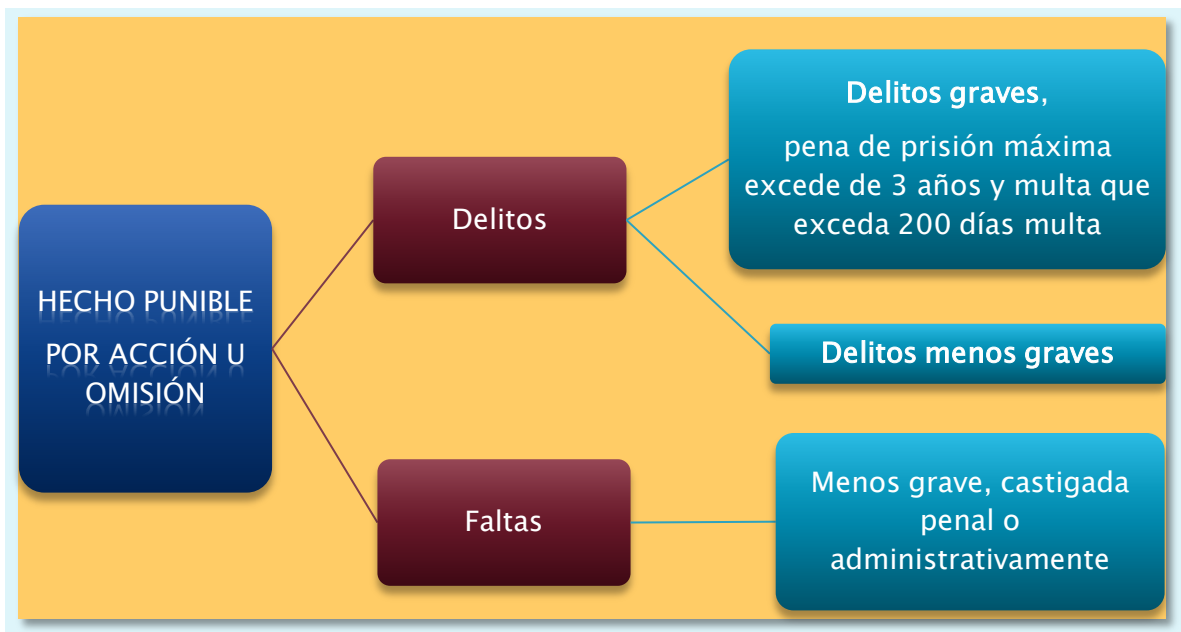 HECHO PUNIBLE
POR ACCIÓN U
OMISIÓN
Delitos
Delitos graves,
pena de prisión máxima
excede de 3 años y multa que
exceda 200 días multa
Delitos menos graves
Faltas
Menos grave, castigada
penal o
administrativamente